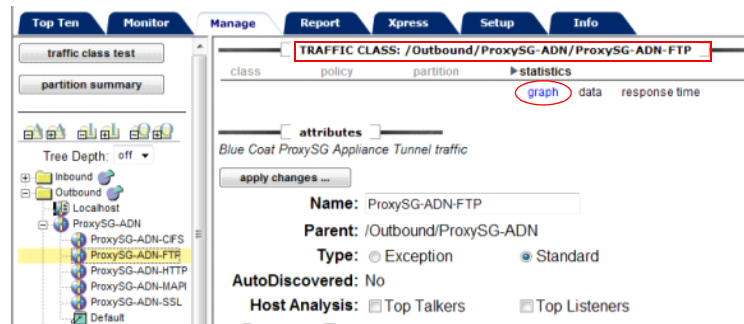 Top Ten Monitor Manage Report Xpress Setup Info
traffic class test
partition summary
Tree Depth: off
Inbound
Outbound
Localhost
ProxySG-ADN
ProxySG-ADN-CIFS
ProxySG-ADN-FTP
ProxySG-ADN-HTTP
ProxySG-ADN-MAPI
ProxySG-ADN-SSL
Default
TRAFFIC CLASS: /Outbound/ProxySG-ADN/ProxySG-ADN-FTP
class policy partition statistics
graph data response time
attributes
Blue Coat ProxySG Appliance Tunnel traffic
apply changes ...
Name: ProxySG-ADN-FTP
Parent: /Outbound/ProxySG-ADN
Type: Exception Standard
AutoDiscovered: No
Host Analysis: Top Talkers Top Listeners